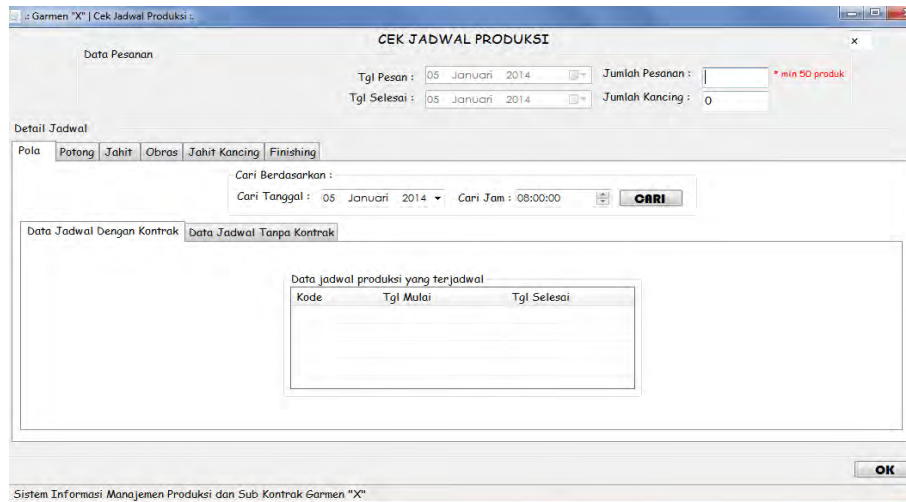 .: Garmen "X" | Cek Jadwal Produksi :.
CEK JADWAL PRODUKSI
x
Data Pesanan
Tgl Pesan : 05 Januari 2014 Jumlah Pesanan : * min 50 produk
Tgl Selesai : 05 Januari 2014 Jumlah Kancing : 0
Detail Jadwal
Pola Potong Jahit Obras Jahit Kancing Finishing
Cari Berdasarkan :
Cari Tanggal : 05 Januari 2014 Cari Jam : 08:00:00 CARI
Data Jadwal Dengan Kontrak Data Jadwal Tanpa Kontrak
Data jadwal produksi yang terjadwal
Kode Tgl Mulai Tgl Selesai
OK
Sistem Informasi Manajemen Produksi dan Sub Kontrak Garmen "X"